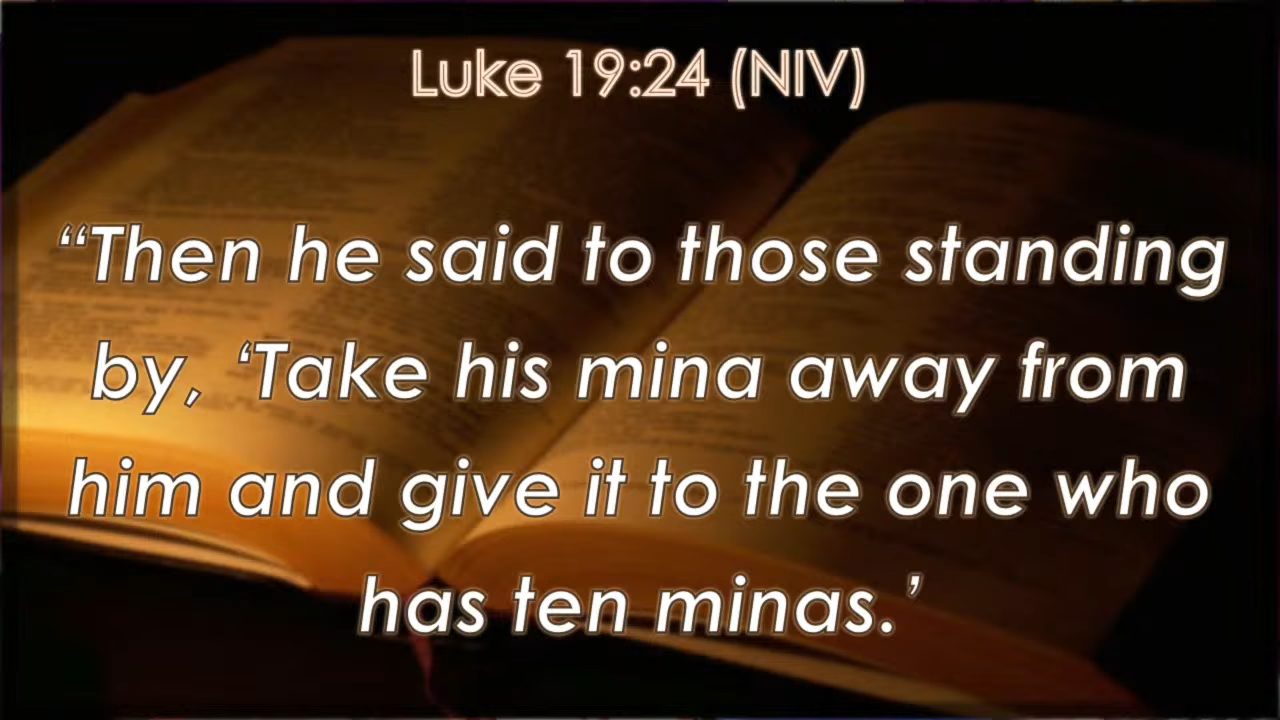 Luke 19:24 (NIV)
“Then he said to those standing
by, ‘Take his mina away from
him and give it to the one who
has ten minas.’